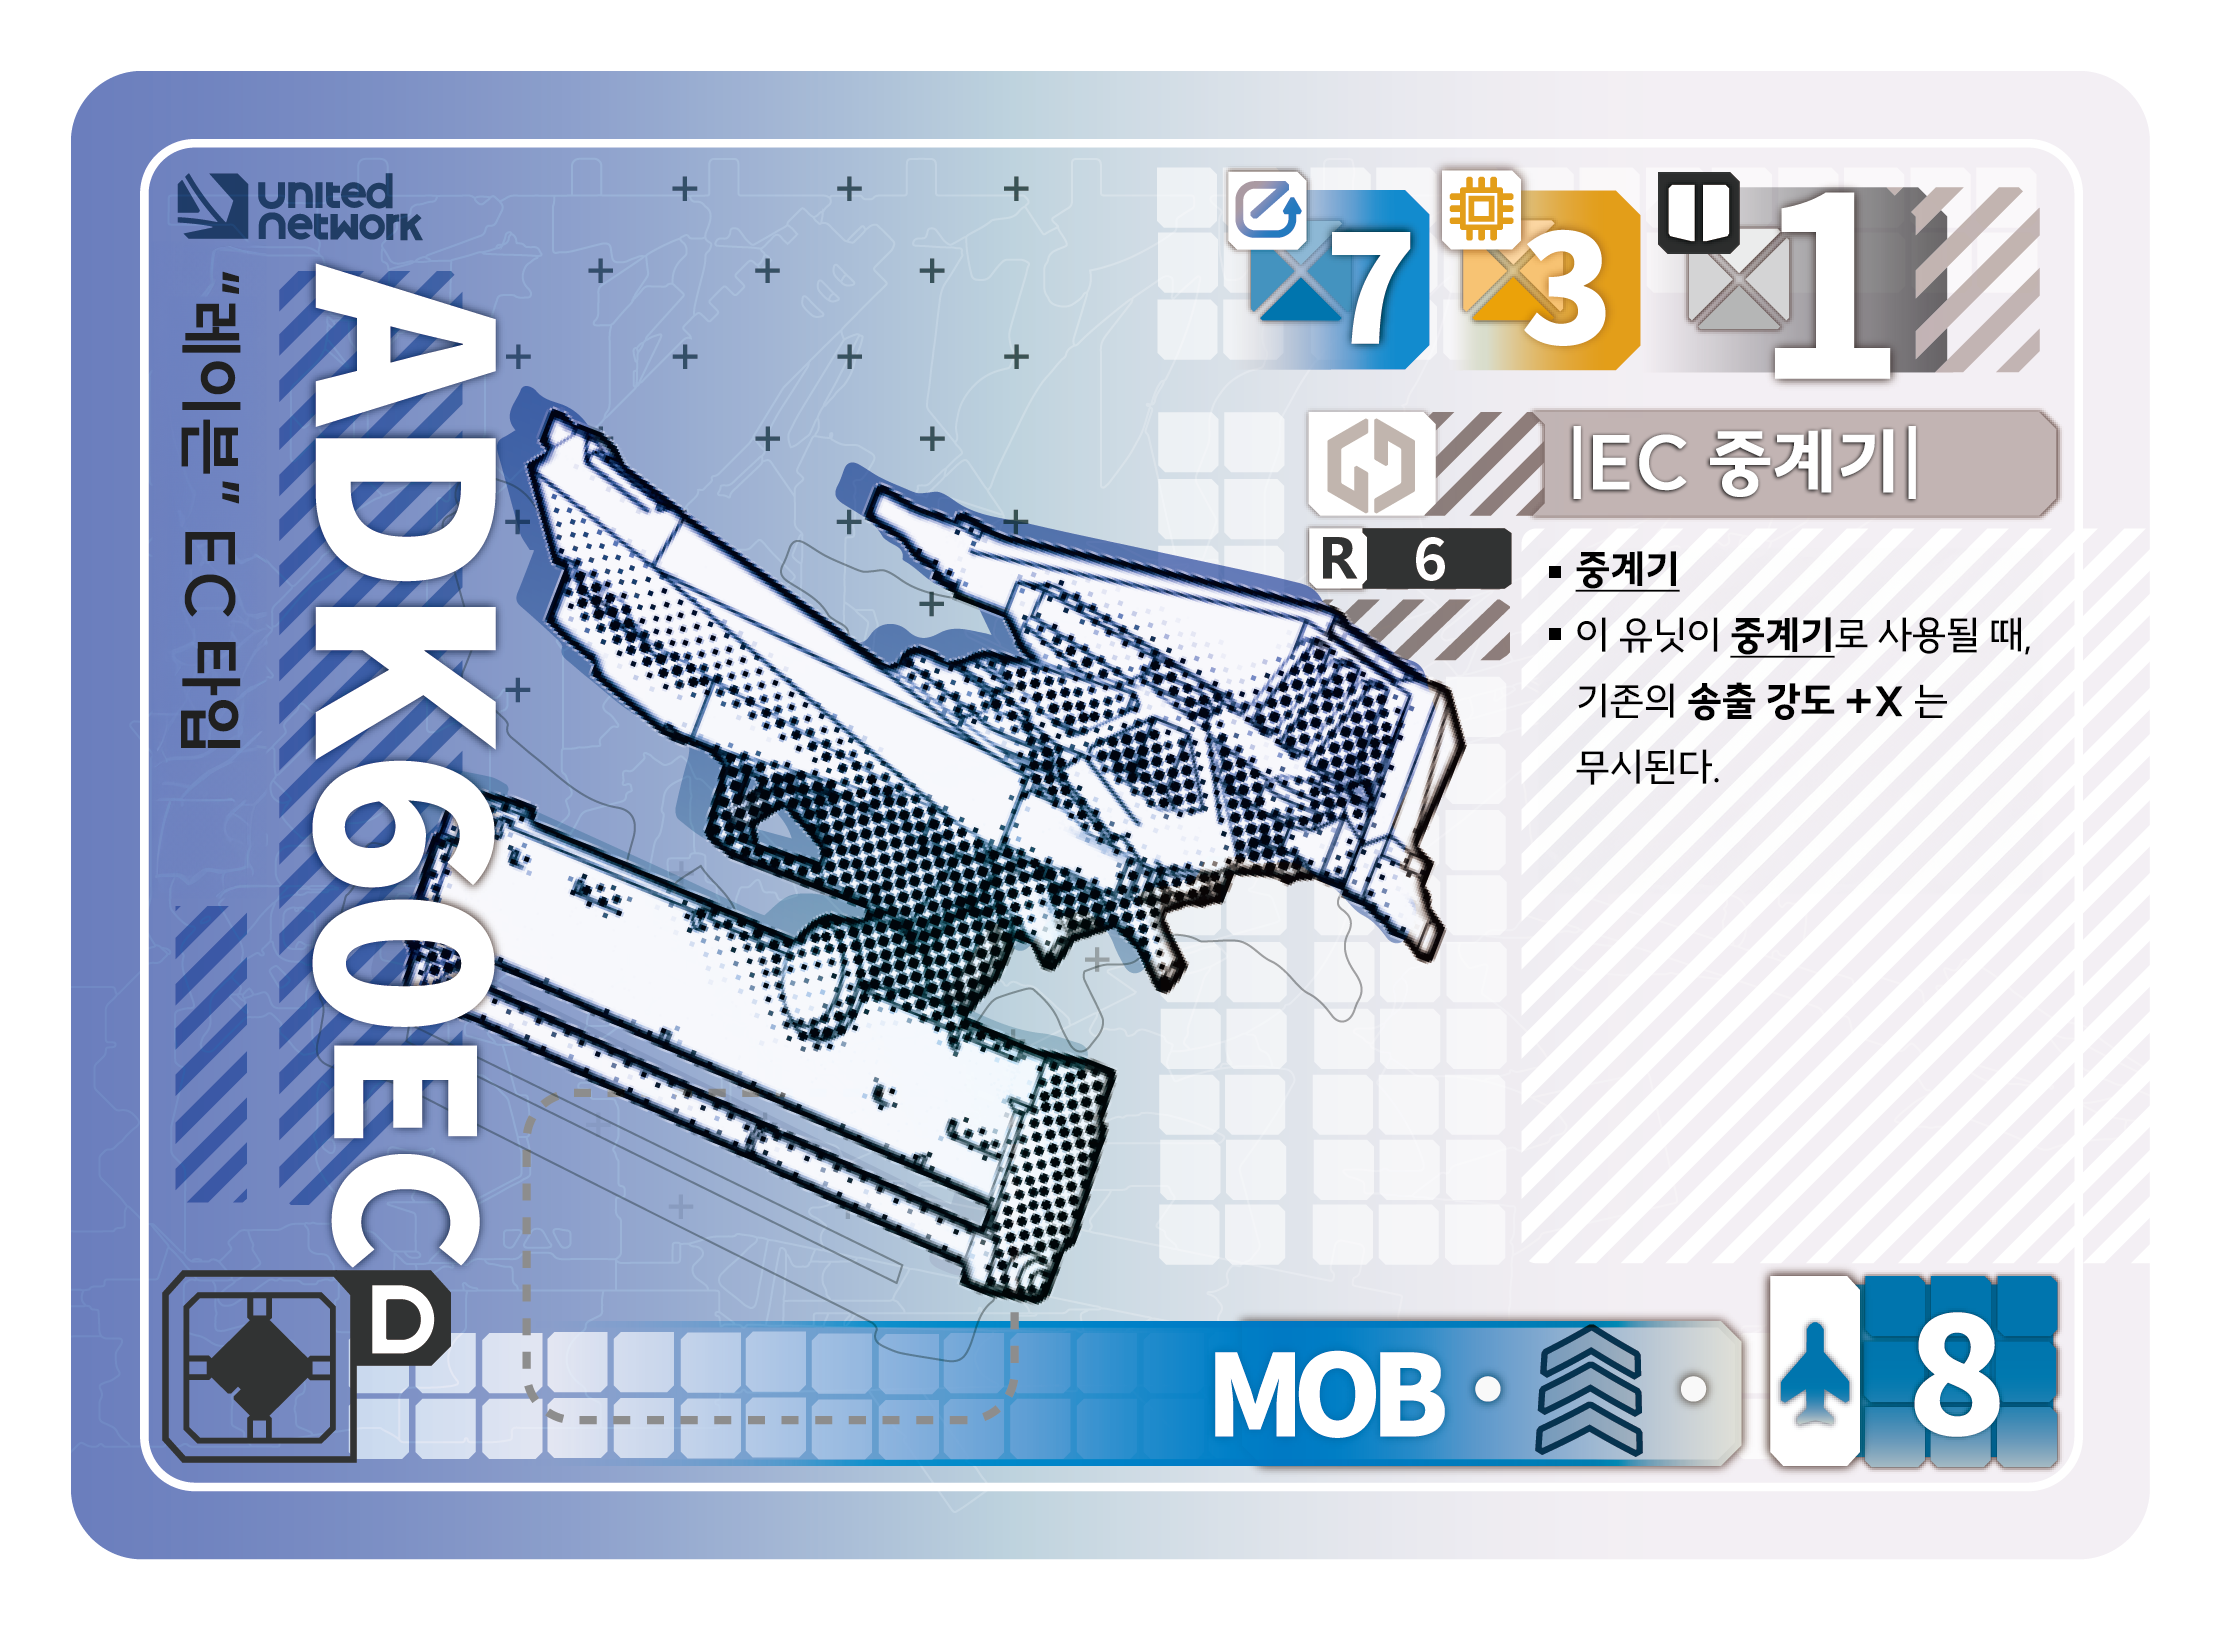 United
Network
"레이븐" EC 타입
ADK60EC
7
3
1
|EC 중계기|
R 6
▪ 중계기
▪ 이 유닛이 중계기로 사용될 때,
기존의 송출 강도 +X 는
무시된다.
D
MOB
8